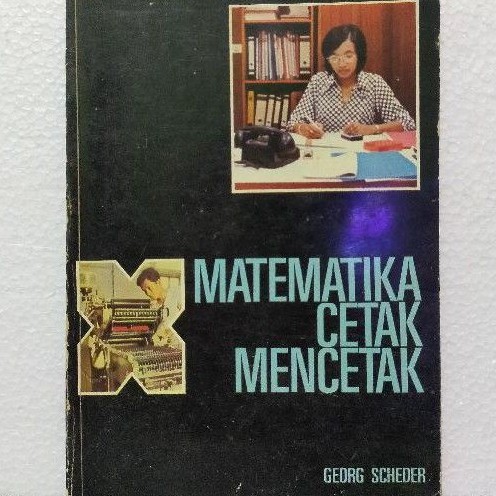 MATEMATIKA
CETAK
MENCETAK
GEORG SCHEDER